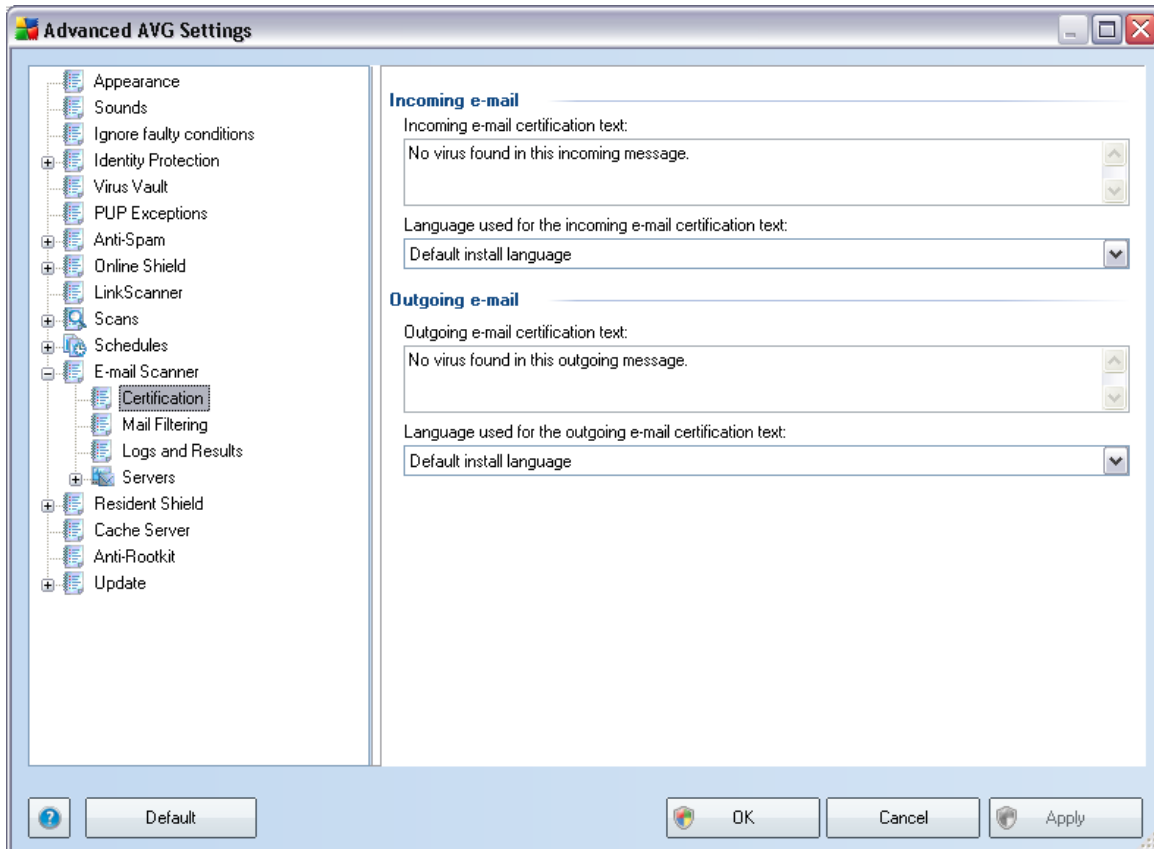 Advanced AVG Settings
Appearance
Sounds
Ignore faulty conditions
Identity Protection
Virus Vault
PUP Exceptions
Anti-Spam
Online Shield
LinkScanner
Scans
Schedules
E-mail Scanner
Certification
Mail Filtering
Logs and Results
Servers
Resident Shield
Cache Server
Anti-Rootkit
Update
Incoming e-mail
Incoming e-mail certification text:
No virus found in this incoming message.
Language used for the incoming e-mail certification text:
Default install language
Outgoing e-mail
Outgoing e-mail certification text:
No virus found in this outgoing message.
Language used for the outgoing e-mail certification text:
Default install language
Default
OK
Cancel
Apply